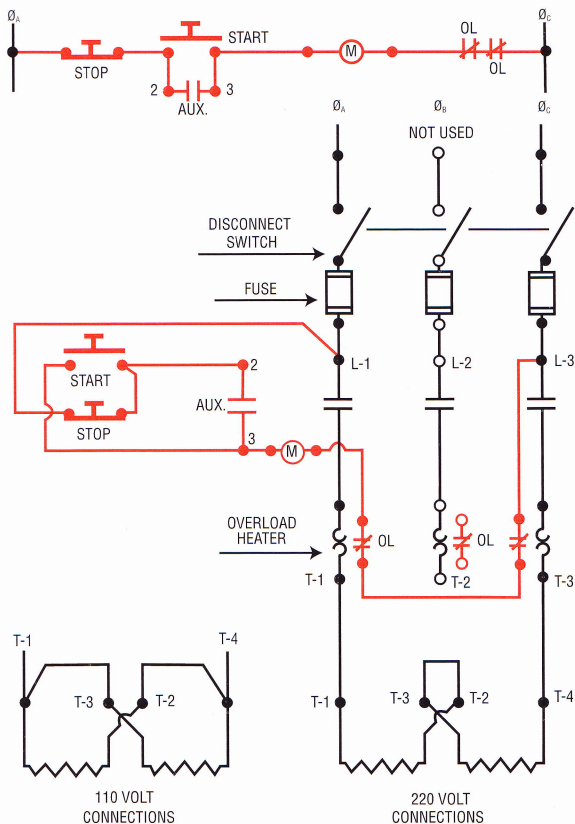 ØA
ØC
START
OL
M
STOP
OL
2
3
AUX.
ØA
ØB
ØC
NOT USED
DISCONNECT
SWITCH
FUSE
L-1
L-2
L-3
START
2
AUX.
STOP
3
M
OVERLOAD
HEATER
OL
OL
T-1
T-2
T-3
T-1
T-4
T-3
T-2
T-1
T-3
T-2
T-4
110 VOLT
CONNECTIONS
220 VOLT
CONNECTIONS